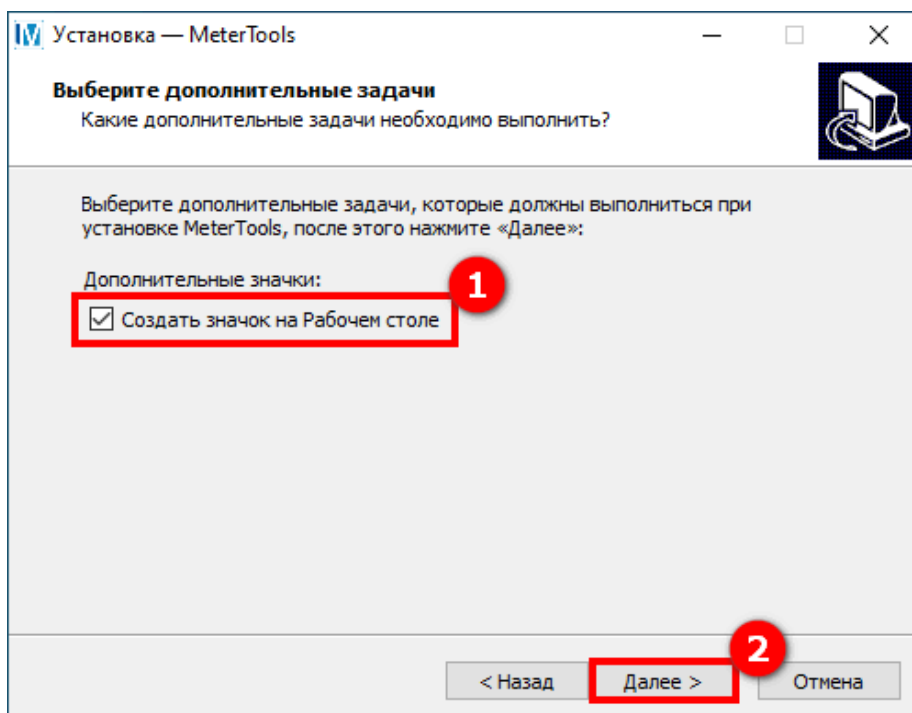 Установка — MeterTools
Выберите дополнительные задачи
Какие дополнительные задачи необходимо выполнить?
Выберите дополнительные задачи, которые должны выполниться при
установке MeterTools, после этого нажмите «Далее»:
Дополнительные значки:
1
Создать значок на Рабочем столе
2
< Назад
Далее >
Отмена